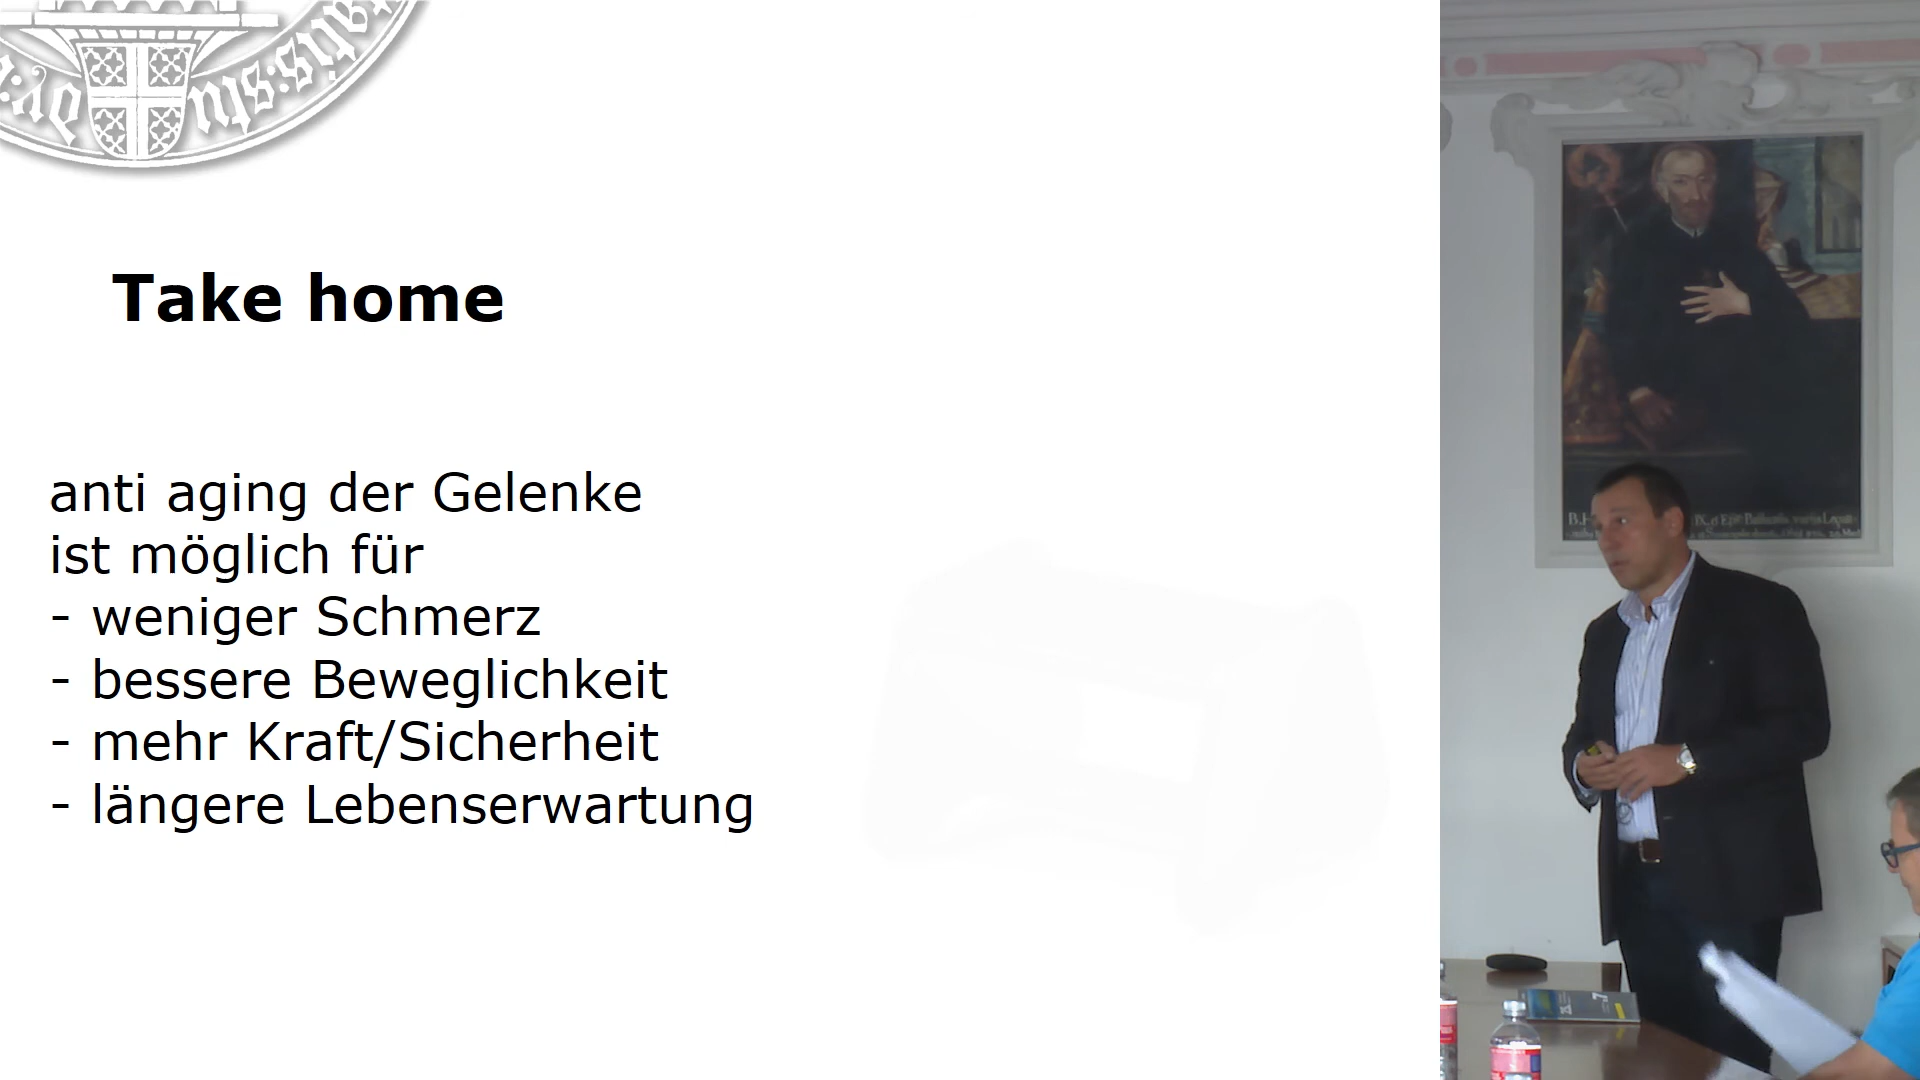 Take home
anti aging der Gelenke
ist möglich für
- weniger Schmerz
- bessere Beweglichkeit
- mehr Kraft/Sicherheit
- längere Lebenserwartung